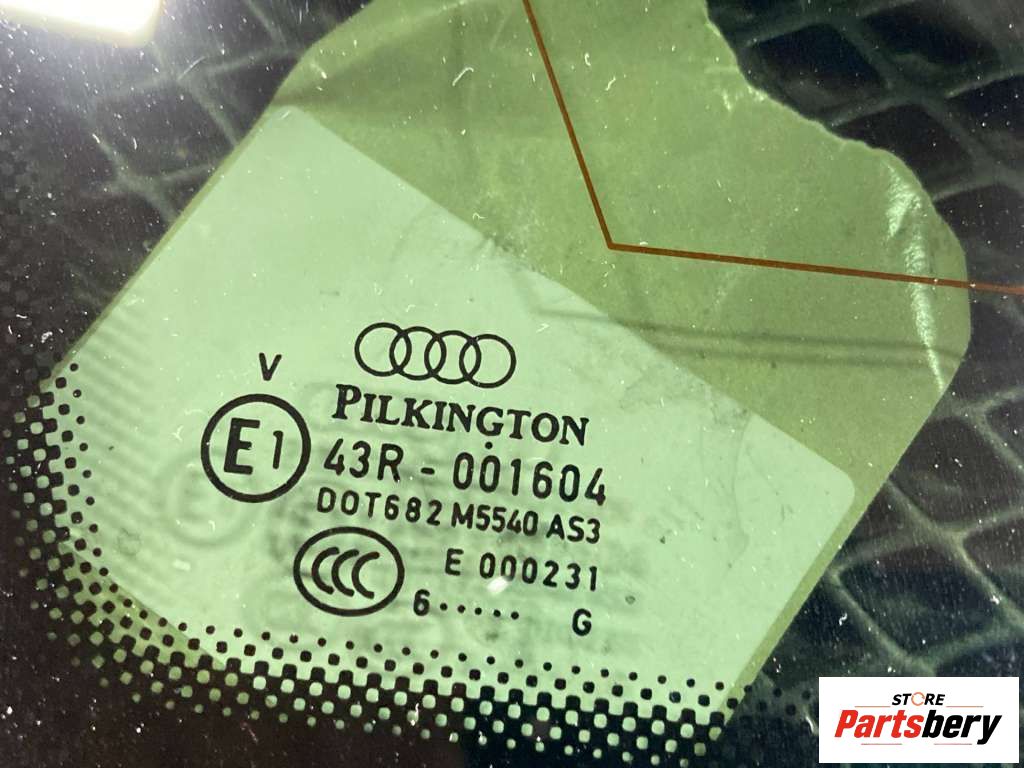 V
PILKINGTON
E1
43R - 001604
DOT682 M5540 AS3
CCC
E 000231
6····· G
STORE
Partsbery